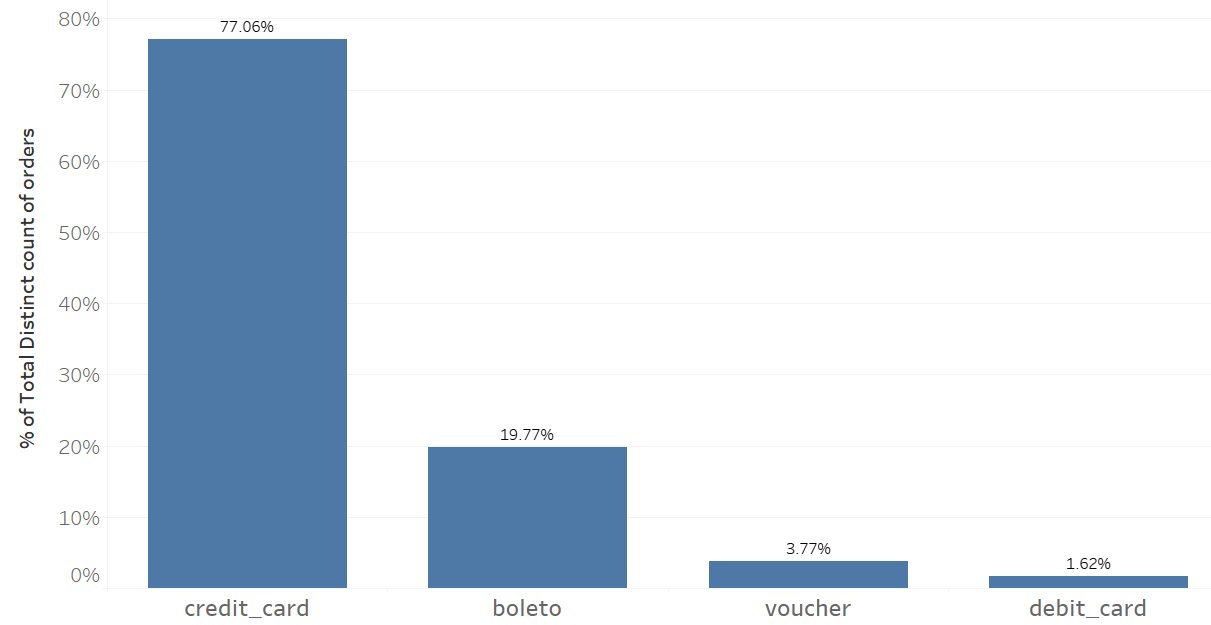 % of Total Distinct count of orders
80%
70%
60%
50%
40%
30%
20%
10%
0%
77.06%
19.77%
3.77%
1.62%
credit_card
boleto
voucher
debit_card